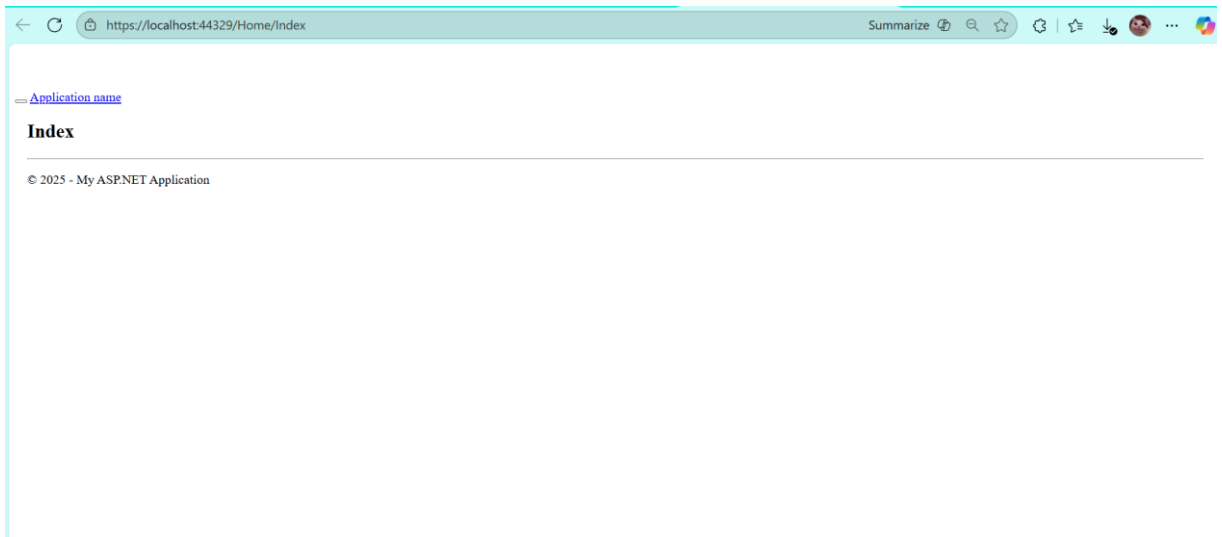 https://localhost:44329/Home/Index Summarize
Application name
Index
© 2025 - My ASP.NET Application